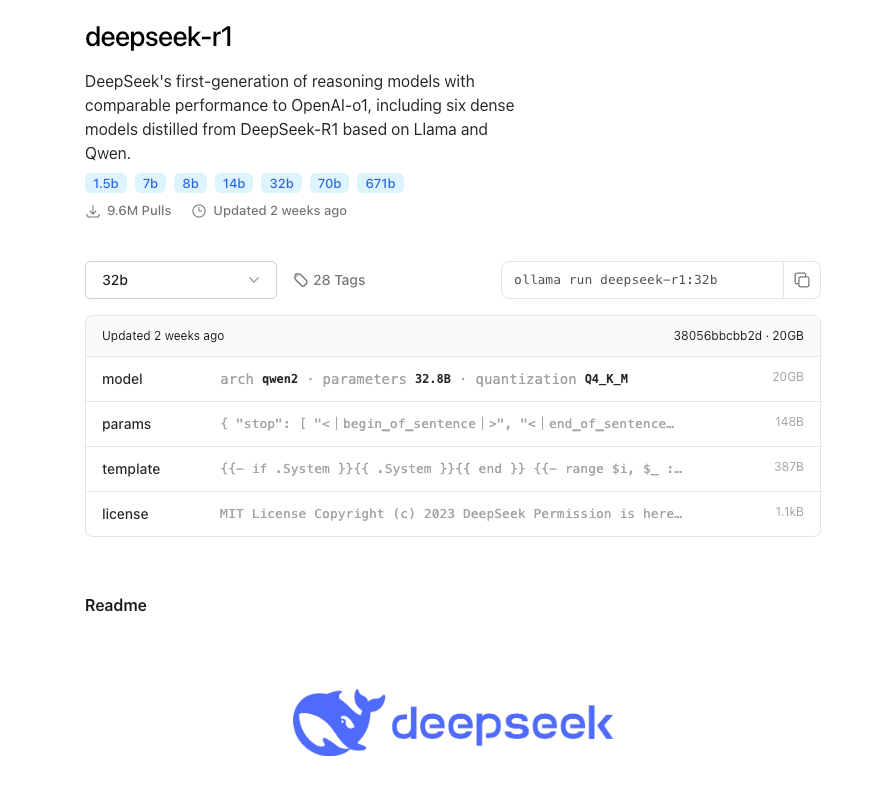 deepseek-r1
DeepSeek's first-generation of reasoning models with
comparable performance to OpenAI-o1, including six dense
models distilled from DeepSeek-R1 based on Llama and
Qwen.
1.5b 7b 8b 14b 32b 70b 671b
9.6M Pulls Updated 2 weeks ago
32b 28 Tags ollama run deepseek-r1:32b
Updated 2 weeks ago 38056bbcbb2d · 20GB
model arch qwen2 · parameters 32.8B · quantization Q4_K_M 20GB
params { "stop": [ "<｜begin_of_sentence｜>", "<｜end_of_sentence… 148B
template {{- if .System }}{{ .System }}{{ end }} {{- range $i, $_ :… 387B
license MIT License Copyright (c) 2023 DeepSeek Permission is here… 1.1kB
Readme
deepseek